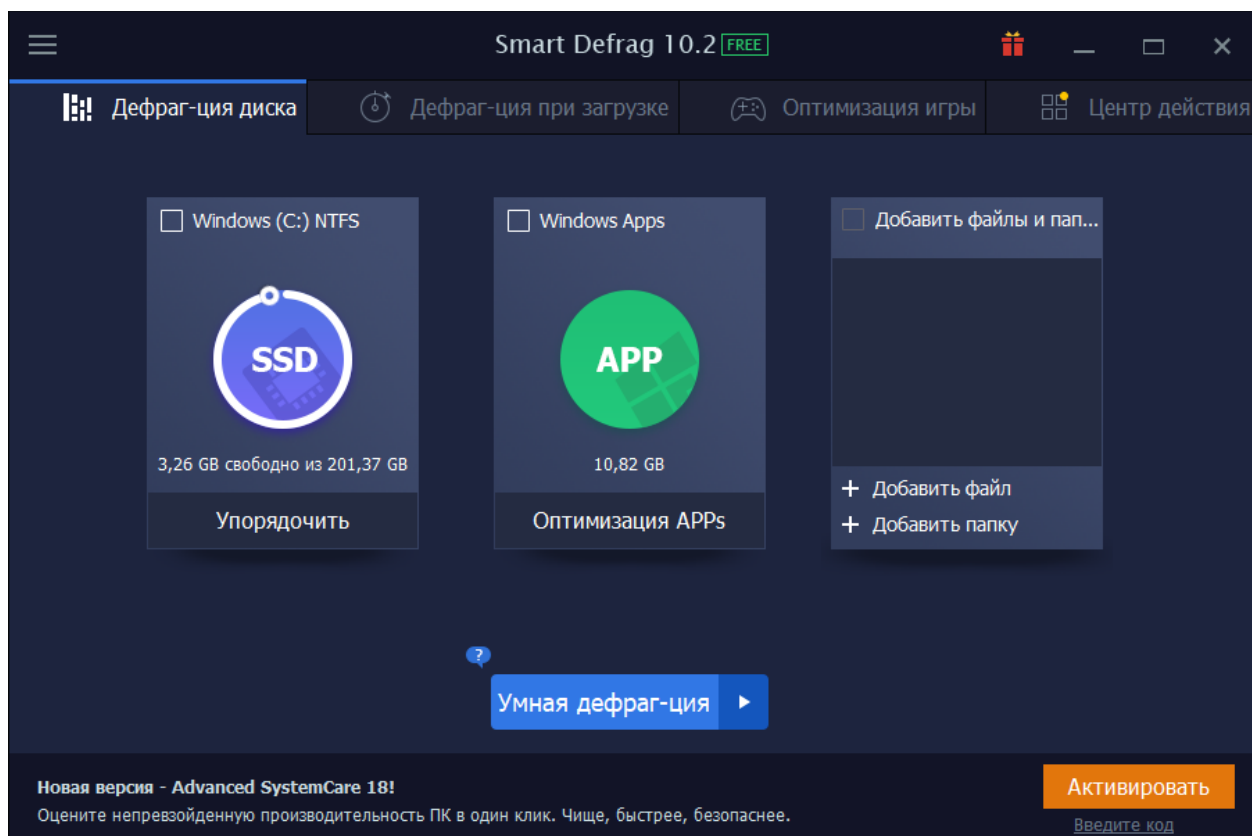 Smart Defrag 10.2 FREE
Дефраг-ция диска
Дефраг-ция при загрузке
Оптимизация игры
Центр действия
Windows (C:) NTFS
SSD
3,26 GB свободно из 201,37 GB
Упорядочить
Windows Apps
APP
10,82 GB
Оптимизация APPs
Добавить файлы и пап...
+ Добавить файл
+ Добавить папку
?
Умная дефраг-ция
Новая версия - Advanced SystemCare 18!
Оцените непревзойденную производительность ПК в один клик. Чище, быстрее, безопаснее.
Активировать
Введите код